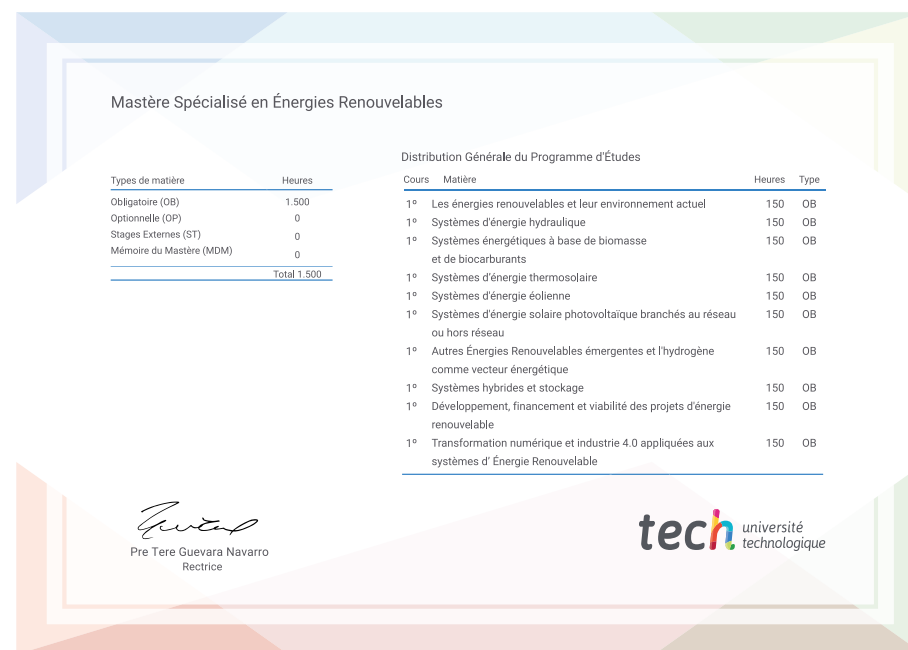 Mastère Spécialisé en Énergies Renouvelables
Types de matière Heures
Obligatoire (OB) 1.500
Optionnelle (OP) 0
Stages Externes (ST) 0
Mémoire du Mastère (MDM) 0
Total 1.500
Distribution Générale du Programme d'Études
Cours Matière Heures Type
1º Les énergies renouvelables et leur environnement actuel 150 OB
1º Systèmes d'énergie hydraulique 150 OB
1º Systèmes énergétiques à base de biomasse 150 OB
et de biocarburants
1º Systèmes d'énergie thermosolaire 150 OB
1º Systèmes d'énergie éolienne 150 OB
1º Systèmes d'énergie solaire photovoltaïque branchés au réseau 150 OB
ou hors réseau
1º Autres Énergies Renouvelables émergentes et l'hydrogène 150 OB
comme vecteur énergétique
1º Systèmes hybrides et stockage 150 OB
1º Développement, financement et viabilité des projets d'énergie 150 OB
renouvelable
1º Transformation numérique et industrie 4.0 appliquées aux 150 OB
systèmes d' Énergie Renouvelable
Pre Tere Guevara Navarro
Rectrice
tech université
technologique